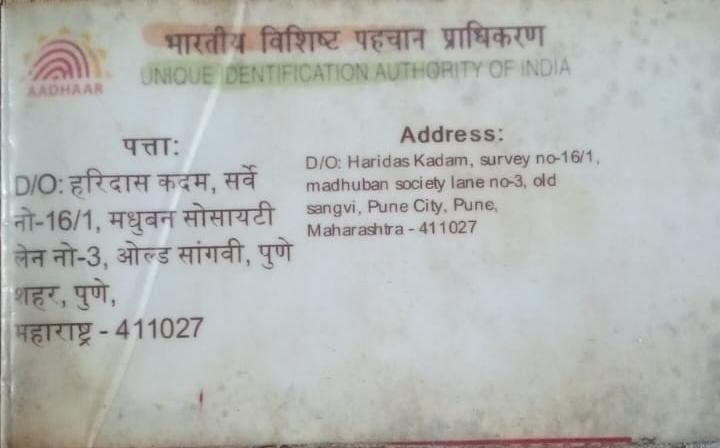 भारतीय विशिष्ट पहचान प्राधिकरण
UNIQUE IDENTIFICATION AUTHORITY OF INDIA
AADHAAR
पत्ता:
D/O: हरिदास कदम, सर्वे
नो-16/1, मधुबन सोसायटी
लेन नो-3, ओल्ड सांगवी, पुणे
शहर, पुणे,
महाराष्ट्र - 411027
Address:
D/O: Haridas Kadam, survey no-16/1,
madhuban society lane no-3, old
sangvi, Pune City, Pune,
Maharashtra - 411027